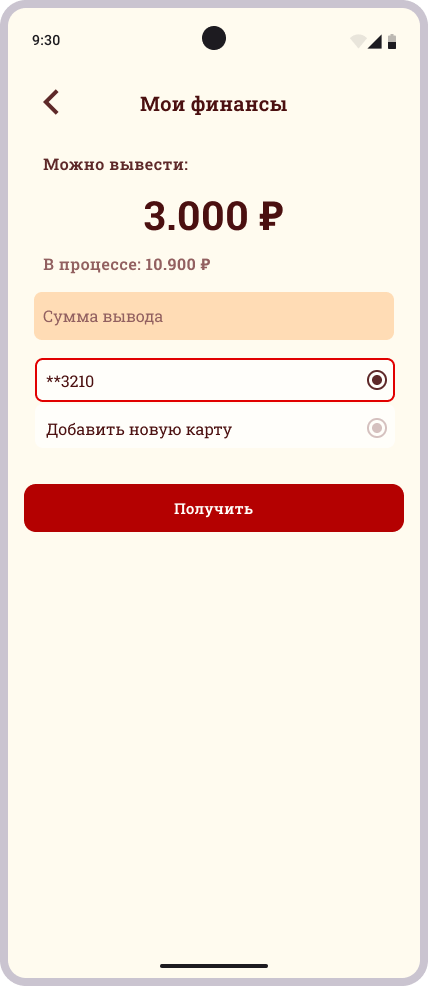 9:30
Мои финансы
Можно вывести:
3.000 ₽
В процессе: 10.900 ₽
Сумма вывода
**3210
Добавить новую карту
Получить